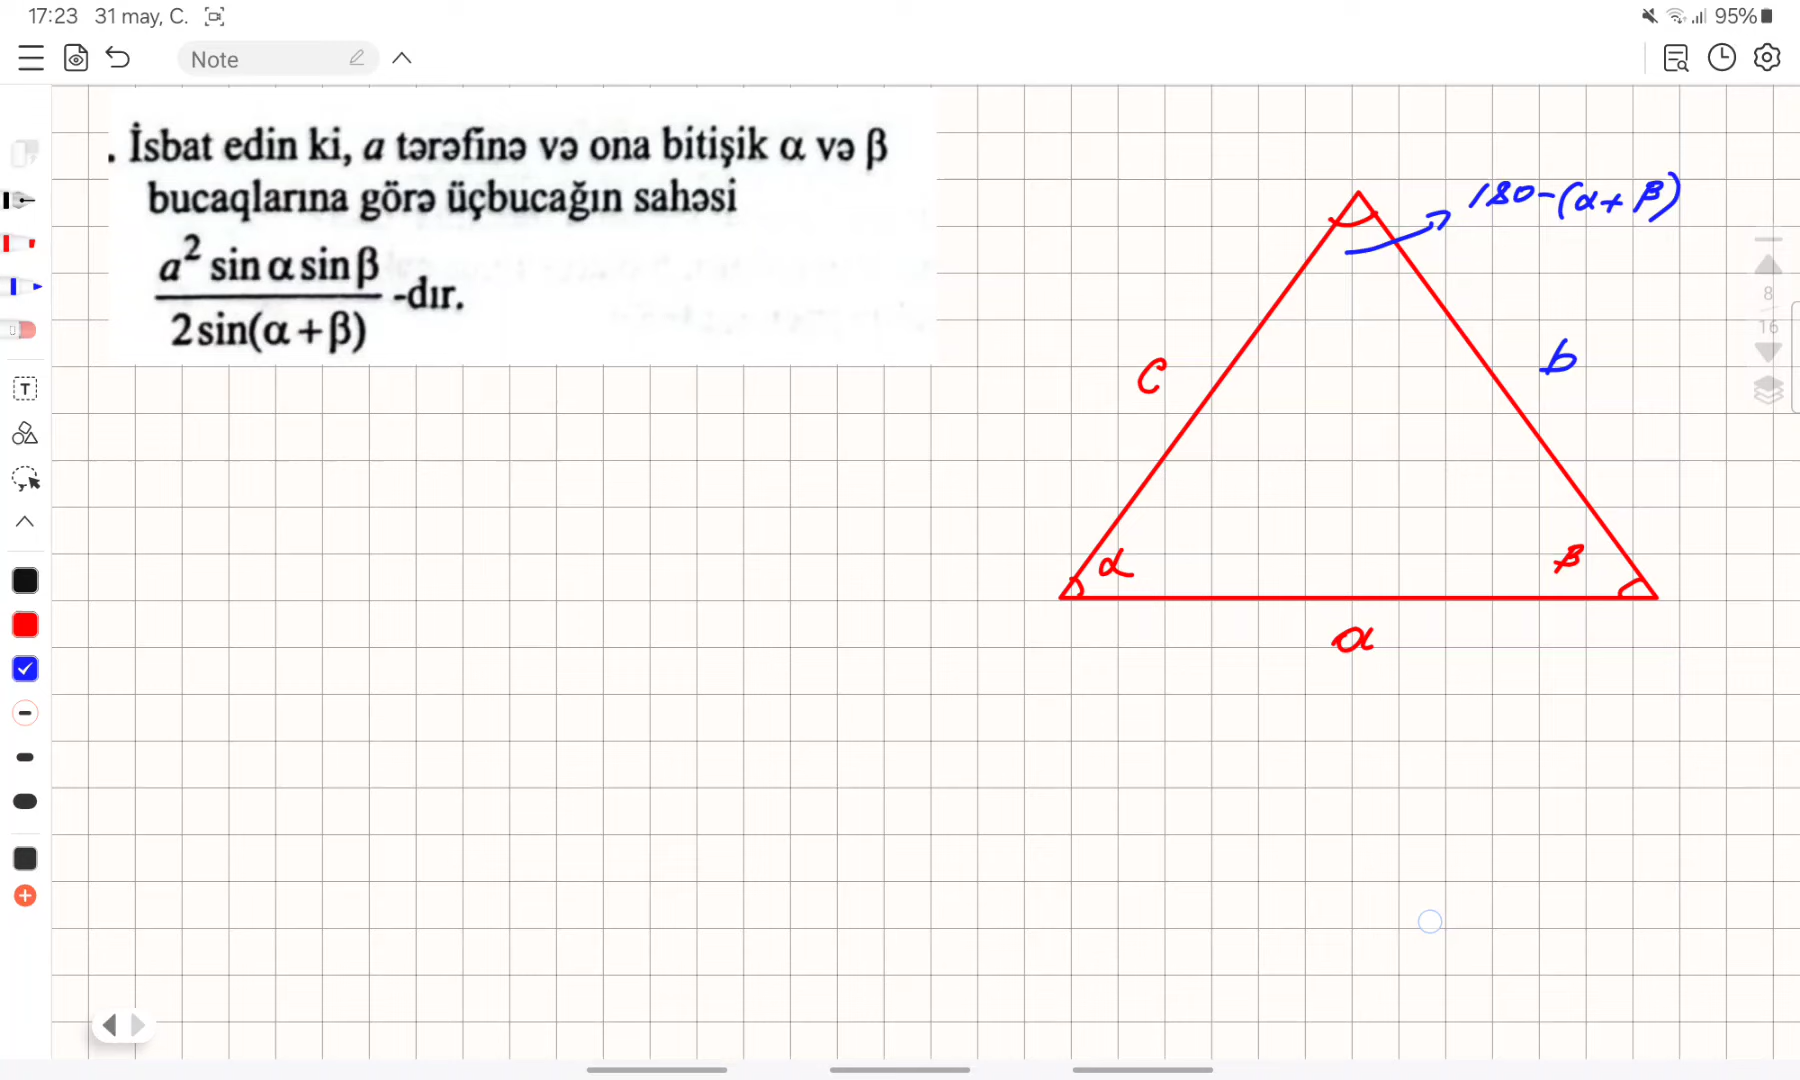 17:23 31 may, C. 95%
Note
. İsbat edin ki, a tərəfinə və ona bitişik α və β
bucaqlarına görə üçbucağın sahəsi
a² sin α sin β / 2 sin(α + β) -dır.
180-(α+β)
c
b
α
β
a
8
16
T